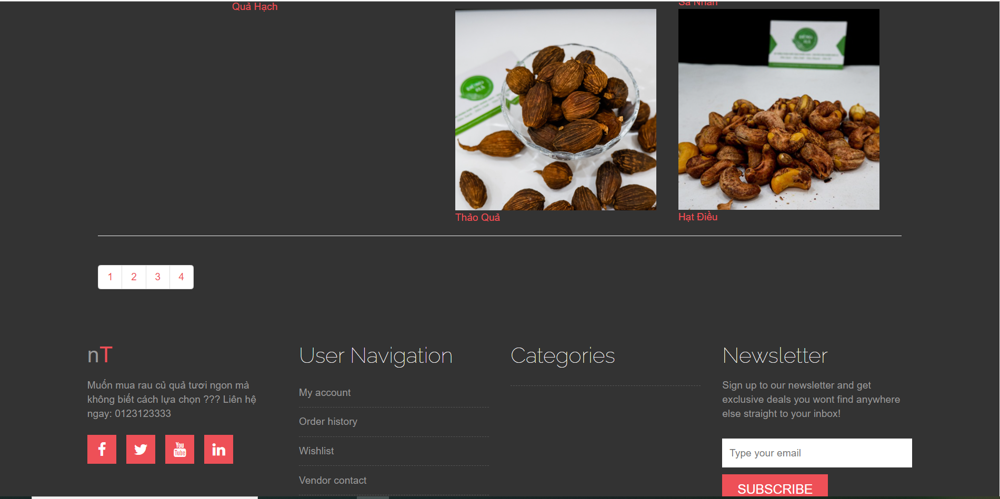 Quả Hạch
Sa Nhân
Thảo Quả
Hạt Điều
1 2 3 4
nT
Muốn mua rau củ quả tươi ngon mà
không biết cách lựa chọn ??? Liên hệ
ngay: 0123123333
You
Tube
User Navigation
My account
Order history
Wishlist
Vendor contact
Categories
Newsletter
Sign up to our newsletter and get
exclusive deals you wont find anywhere
else straight to your inbox!
Type your email
SUBSCRIBE